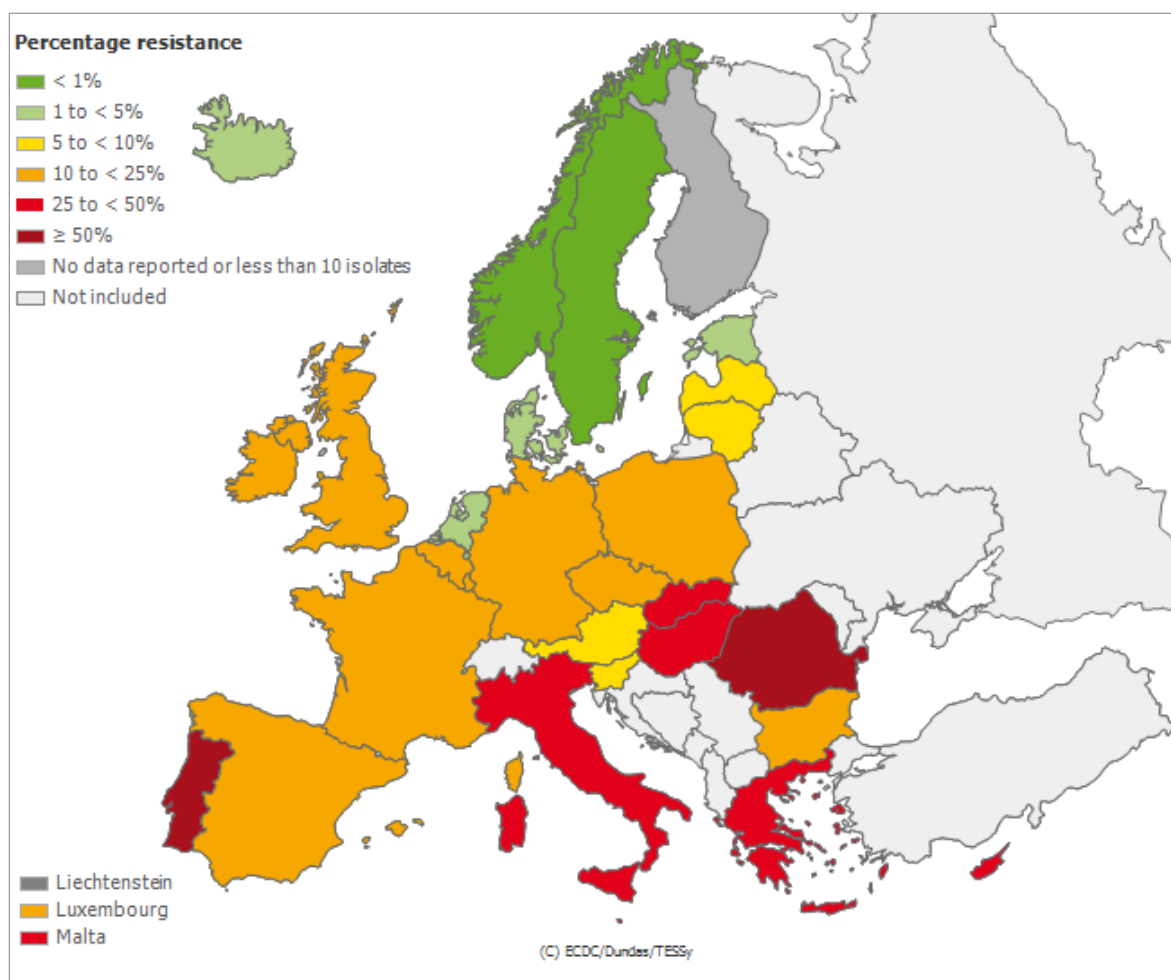 Percentage resistance
< 1%
1 to < 5%
5 to < 10%
10 to < 25%
25 to < 50%
≥ 50%
No data reported or less than 10 isolates
Not included
Liechtenstein
Luxembourg
Malta
(C) ECDC/Dundas/TESSy